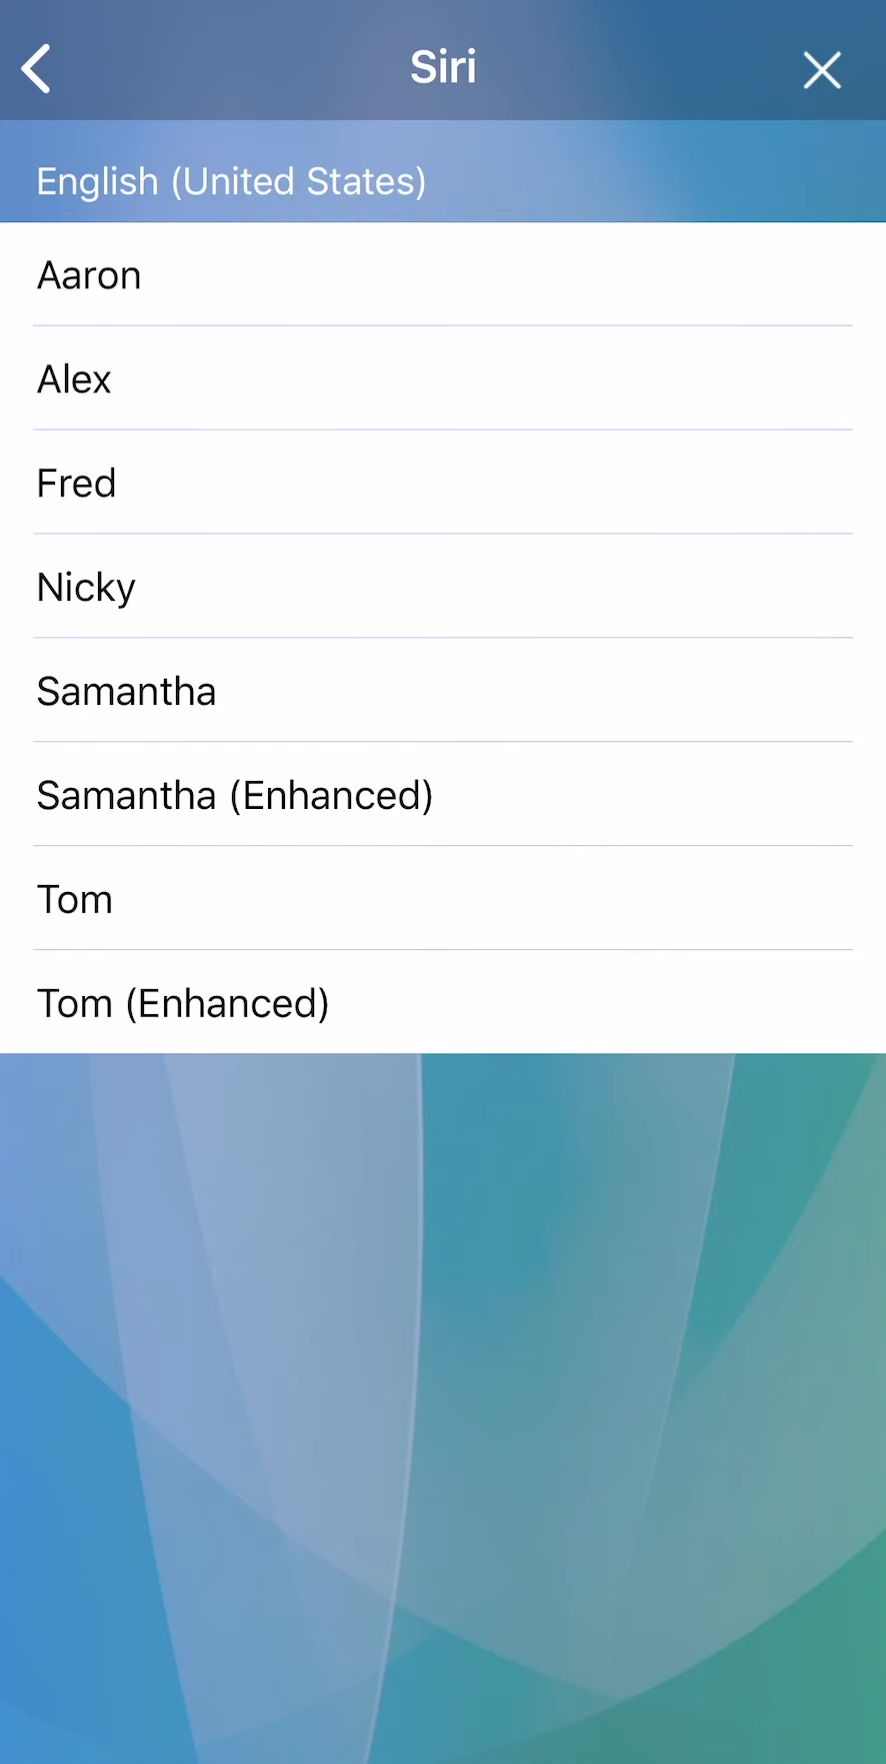 Siri
English (United States)
Aaron
Alex
Fred
Nicky
Samantha
Samantha (Enhanced)
Tom
Tom (Enhanced)